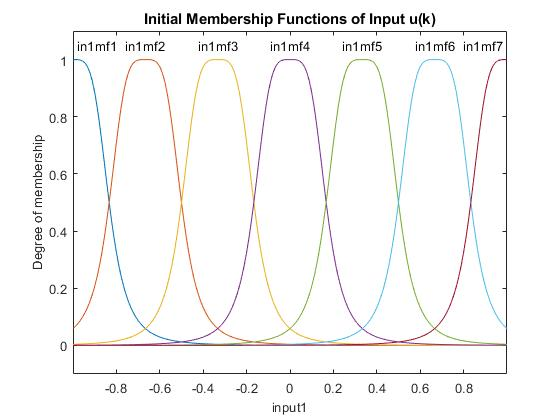 Initial Membership Functions of Input u(k)
in1mf1 in1mf2 in1mf3 in1mf4 in1mf5 in1mf6 in1mf7
1
0.8
0.6
0.4
0.2
0
Degree of membership
-0.8 -0.6 -0.4 -0.2 0 0.2 0.4 0.6 0.8
input1